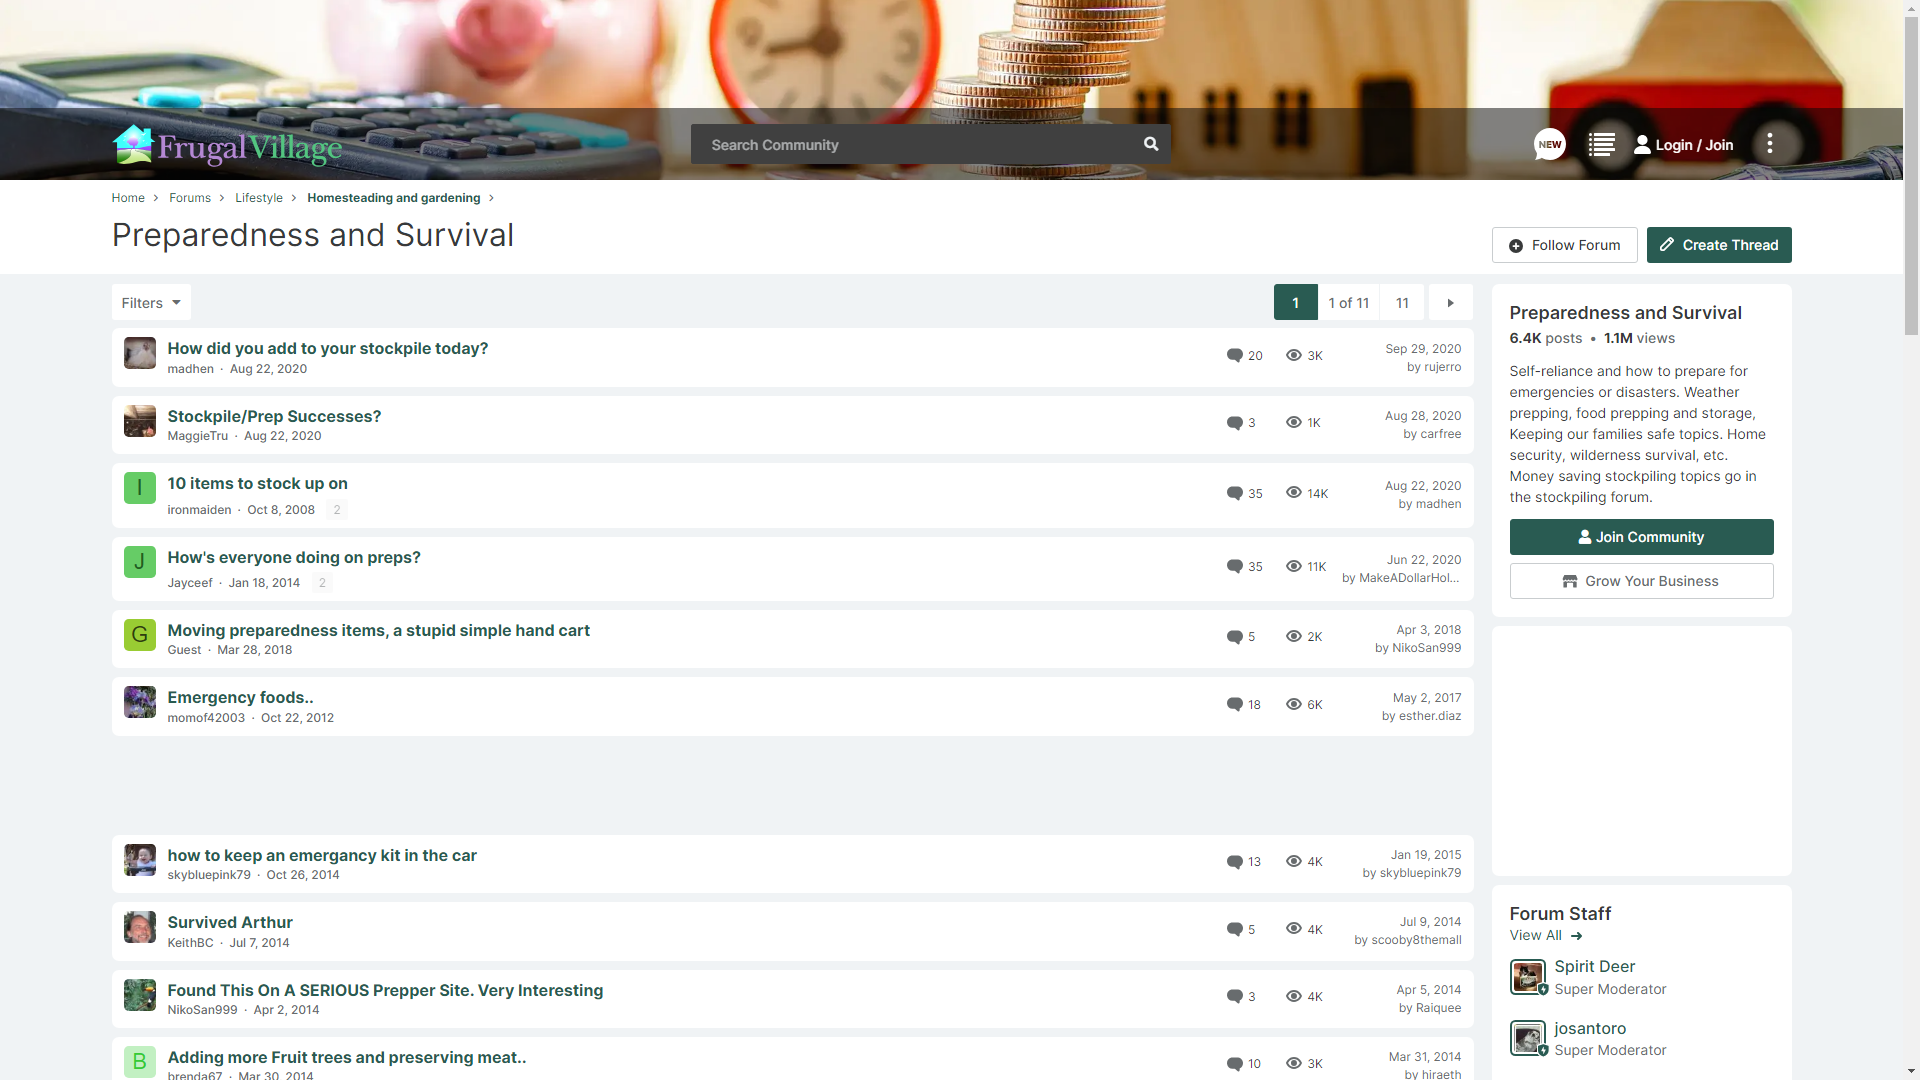 FrugalVillage
Search Community
NEW
Login / Join
Home
Forums
Lifestyle
Homesteading and gardening
Preparedness and Survival
Follow Forum
Create Thread
Filters
1
1 of 11
11
How did you add to your stockpile today?
madhen · Aug 22, 2020
20
3K
Sep 29, 2020
by rujerro
Stockpile/Prep Successes?
MaggieTru · Aug 22, 2020
3
1K
Aug 28, 2020
by carfree
I
10 items to stock up on
ironmaiden · Oct 8, 2008
2
35
14K
Aug 22, 2020
by madhen
J
How's everyone doing on preps?
Jayceef · Jan 18, 2014
2
35
11K
Jun 22, 2020
by MakeADollarHol...
G
Moving preparedness items, a stupid simple hand cart
Guest · Mar 28, 2018
5
2K
Apr 3, 2018
by NikoSan999
Emergency foods..
momof42003 · Oct 22, 2012
18
6K
May 2, 2017
by esther.diaz
how to keep an emergancy kit in the car
skybluepink79 · Oct 26, 2014
13
4K
Jan 19, 2015
by skybluepink79
Survived Arthur
KeithBC · Jul 7, 2014
5
4K
Jul 9, 2014
by scooby8themall
Found This On A SERIOUS Prepper Site. Very Interesting
NikoSan999 · Apr 2, 2014
3
4K
Apr 5, 2014
by Raiquee
B
Adding more Fruit trees and preserving meat..
brenda67 · Mar 30, 2014
10
3K
Mar 31, 2014
by hiraeth
Preparedness and Survival
6.4K posts • 1.1M views
Self-reliance and how to prepare for
emergencies or disasters. Weather
prepping, food prepping and storage,
Keeping our families safe topics. Home
security, wilderness survival, etc.
Money saving stockpiling topics go in
the stockpiling forum.
Join Community
Grow Your Business
Forum Staff
View All
Spirit Deer
Super Moderator
josantoro
Super Moderator